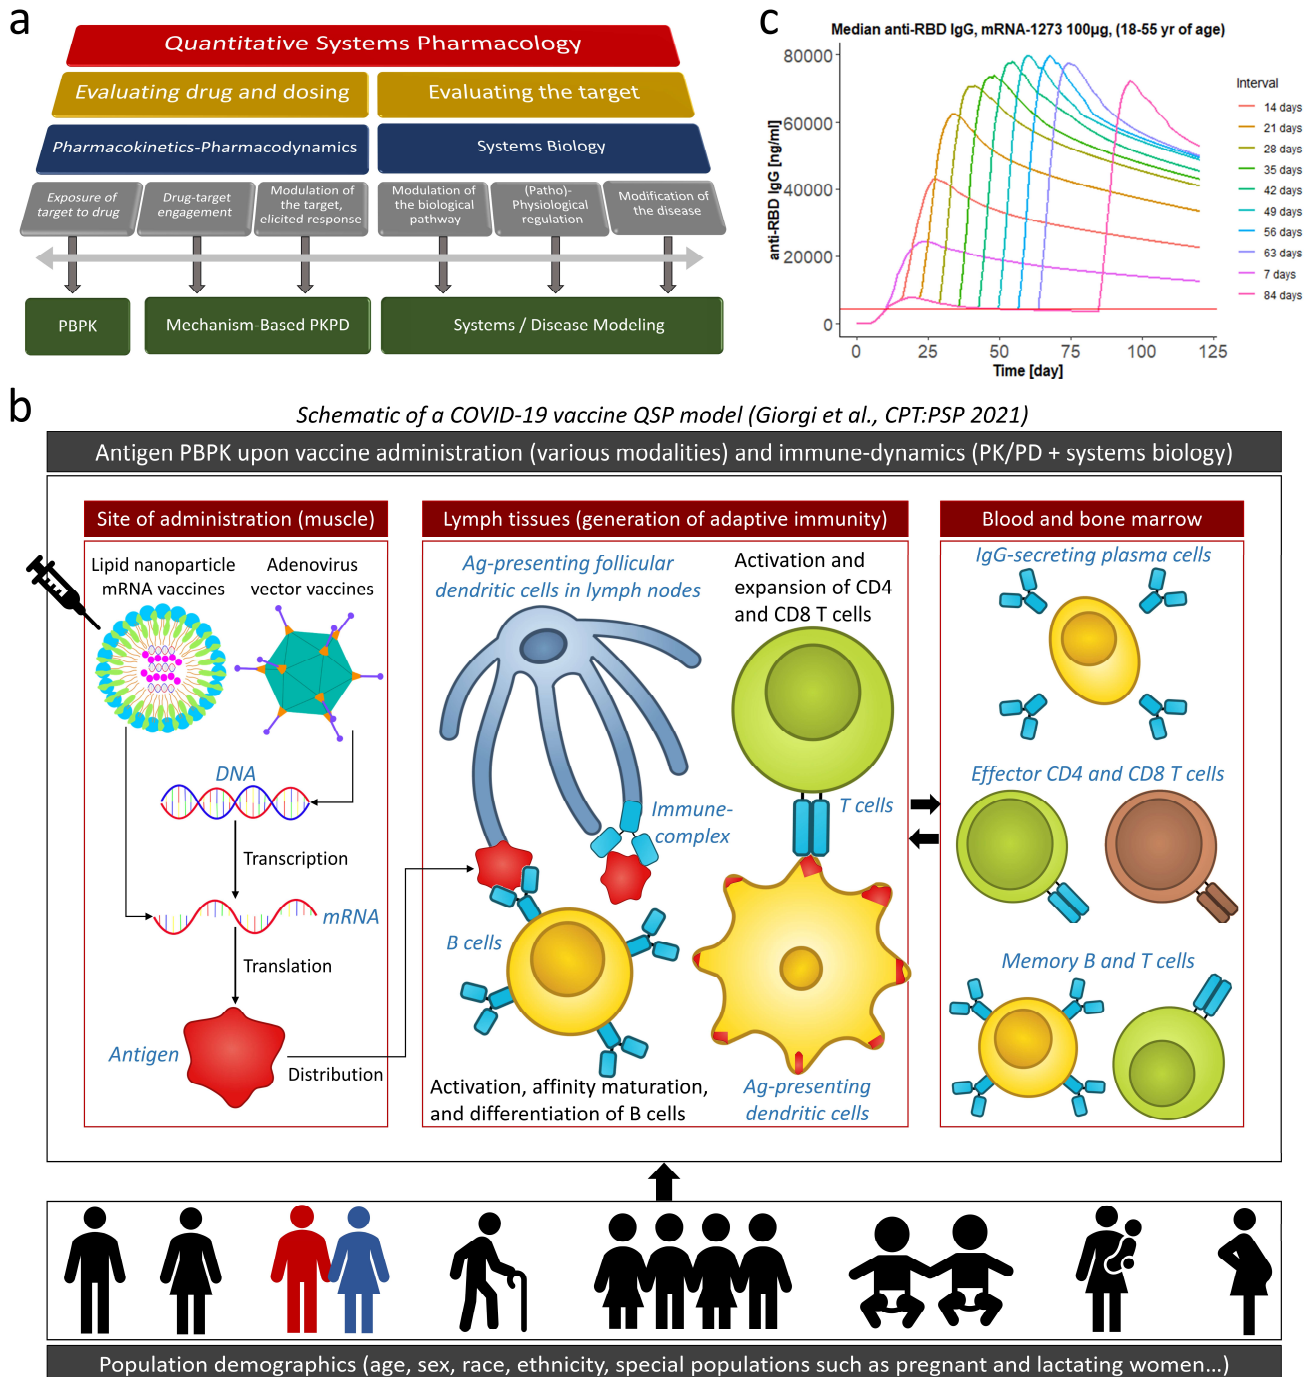 a
Quantitative Systems Pharmacology
Evaluating drug and dosing
Evaluating the target
Pharmacokinetics-Pharmacodynamics
Systems Biology
Exposure of
target to drug
Drug-target
engagement
Modulation of
the target,
elicited response
Modulation of
the biological
pathway
(Patho)-
Physiological
regulation
Modification of
the disease
PBPK
Mechanism-Based PKPD
Systems / Disease Modeling
c
Median anti-RBD IgG, mRNA-1273 100µg, (18-55 yr of age)
anti-RBD IgG [ng/ml]
80000
60000
40000
20000
0
0
25
50
75
100
125
Time [day]
Interval
14 days
21 days
28 days
35 days
42 days
49 days
56 days
63 days
7 days
84 days
b
Schematic of a COVID-19 vaccine QSP model (Giorgi et al., CPT:PSP 2021)
Antigen PBPK upon vaccine administration (various modalities) and immune-dynamics (PK/PD + systems biology)
Site of administration (muscle)
Lipid nanoparticle
mRNA vaccines
Adenovirus
vector vaccines
DNA
Transcription
mRNA
Translation
Antigen
Distribution
Lymph tissues (generation of adaptive immunity)
Ag-presenting follicular
dendritic cells in lymph nodes
Activation and
expansion of CD4
and CD8 T cells
Immune-
complex
T cells
B cells
Activation, affinity maturation,
and differentiation of B cells
Ag-presenting
dendritic cells
Blood and bone marrow
IgG-secreting plasma cells
Effector CD4 and CD8 T cells
Memory B and T cells
Population demographics (age, sex, race, ethnicity, special populations such as pregnant and lactating women...)